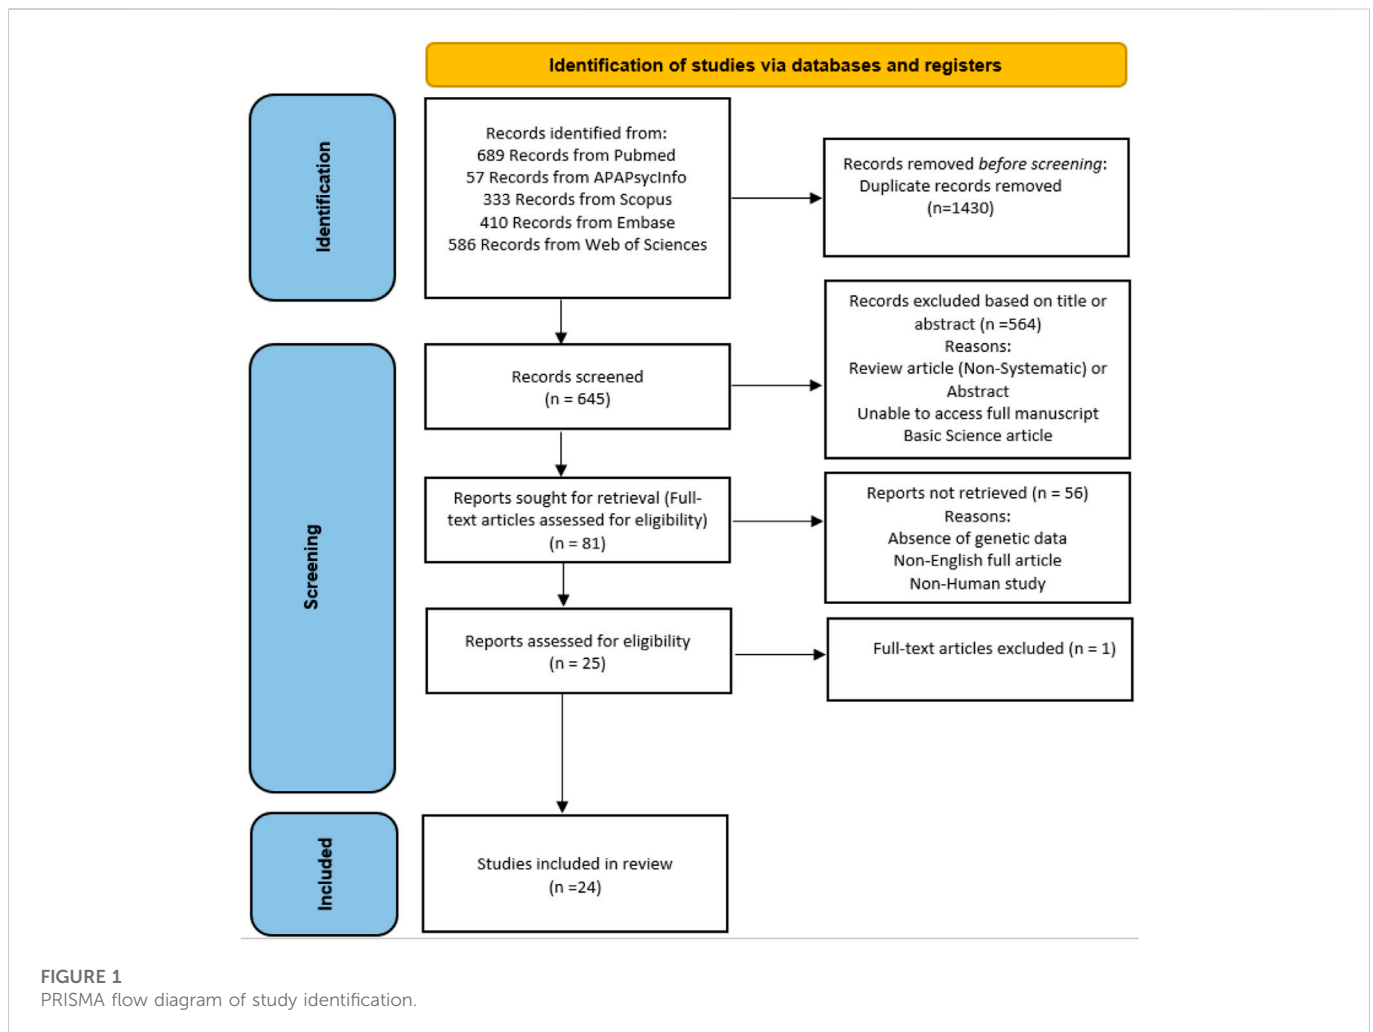 Identification of studies via databases and registers
Identification
Records identified from:
689 Records from Pubmed
57 Records from APAPsycInfo
333 Records from Scopus
410 Records from Embase
586 Records from Web of Sciences
Records removed before screening:
Duplicate records removed
(n=1430)
Screening
Records screened
(n = 645)
Records excluded based on title or
abstract (n =564)
Reasons:
Review article (Non-Systematic) or
Abstract
Unable to access full manuscript
Basic Science article
Reports sought for retrieval (Full-
text articles assessed for eligibility)
(n = 81)
Reports not retrieved (n = 56)
Reasons:
Absence of genetic data
Non-English full article
Non-Human study
Reports assessed for eligibility
(n = 25)
Full-text articles excluded (n = 1)
Included
Studies included in review
(n =24)
FIGURE 1
PRISMA flow diagram of study identification.